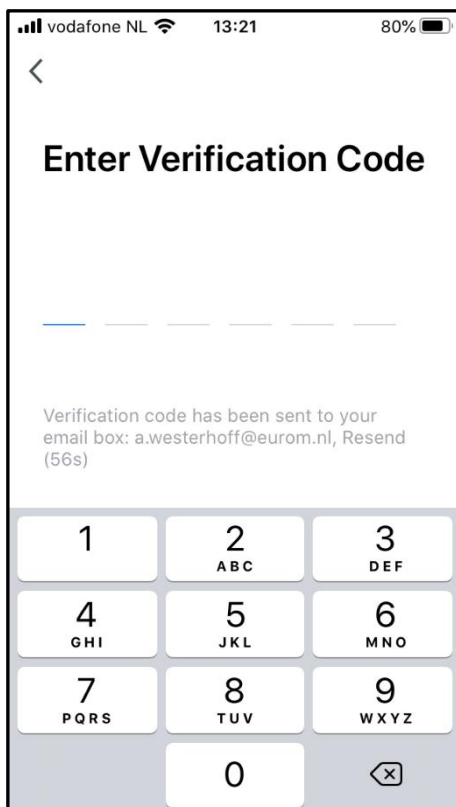 vodafone NL 13:21 80%
Enter Verification Code
Verification code has been sent to your
email box: a.westerhoff@eurom.nl, Resend
(56s)
1 2 3
ABC DEF
4 5 6
GHI JKL MNO
7 8 9
PQRS TUV WXYZ
0